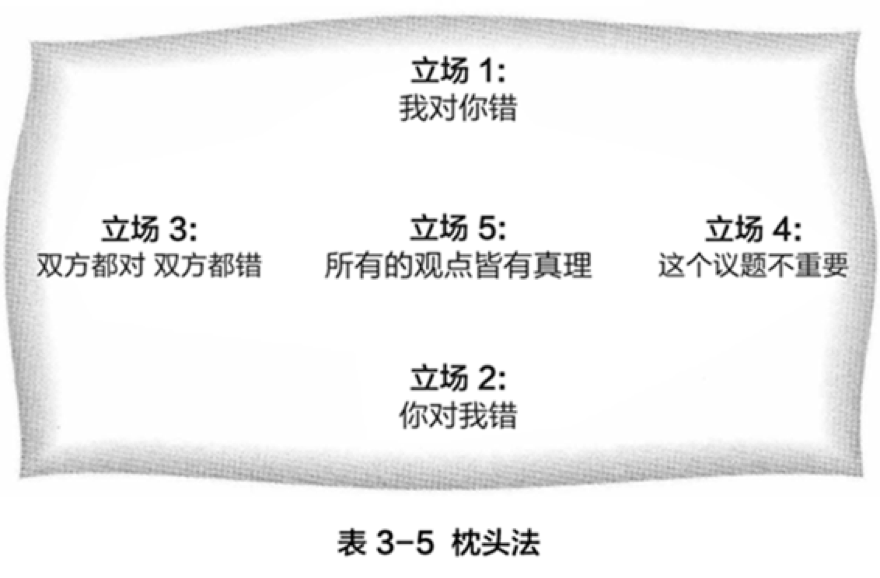 立场 1:
我对你错
立场 3:
双方都对 双方都错
立场 5:
所有的观点皆有真理
立场 4:
这个议题不重要
立场 2:
你对我错
表 3-5 枕头法